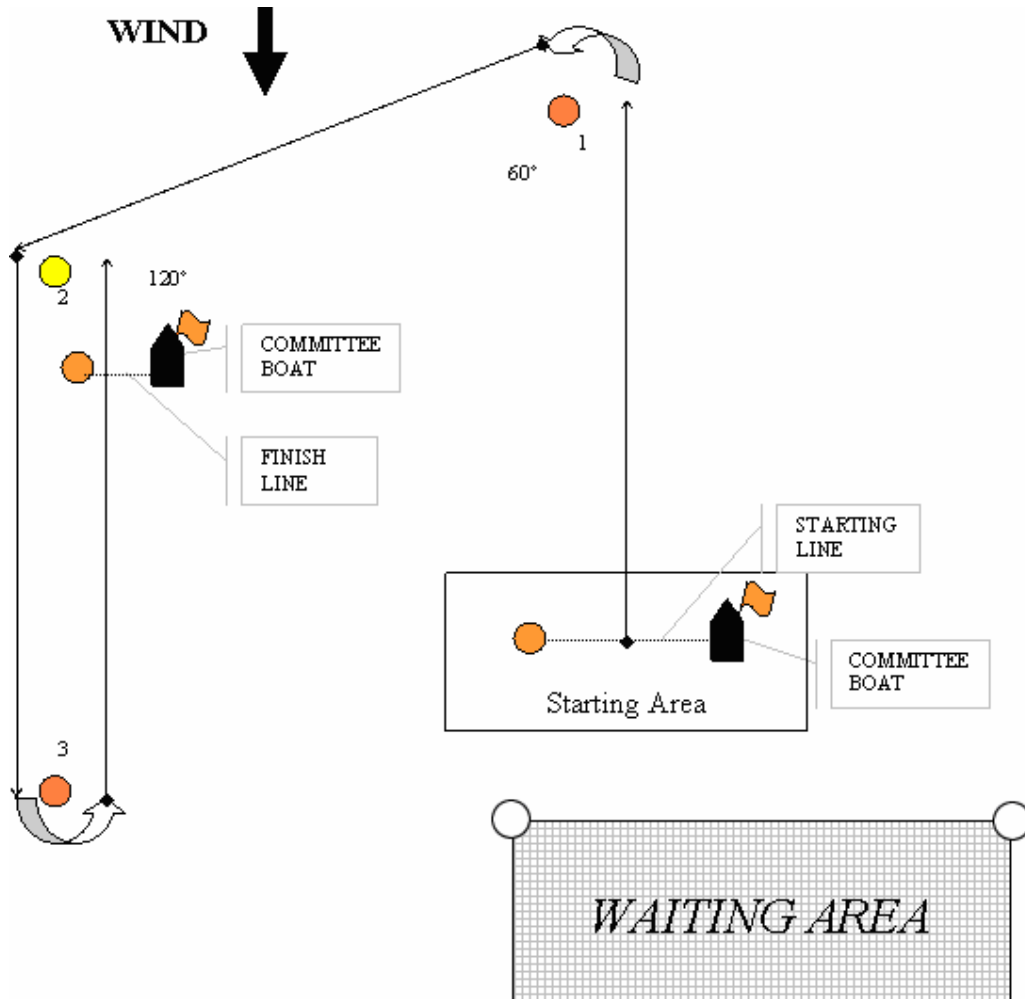 WIND
1
60°
120°
2
COMMITTEE
BOAT
FINISH
LINE
STARTING
LINE
COMMITTEE
BOAT
Starting Area
3
WAITING AREA